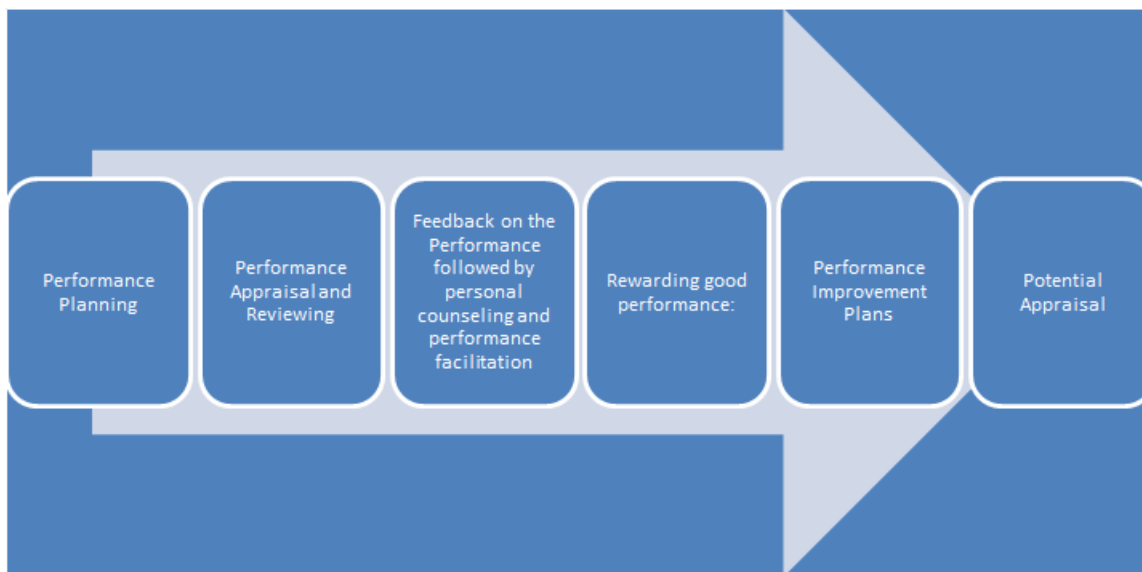 Performance
Planning
Performance
Appraisal and
Reviewing
Feedback on the
Performance
followed by
personal
counseling and
performance
facilitation
Rewarding good
performance:
Performance
Improvement
Plans
Potential
Appraisal